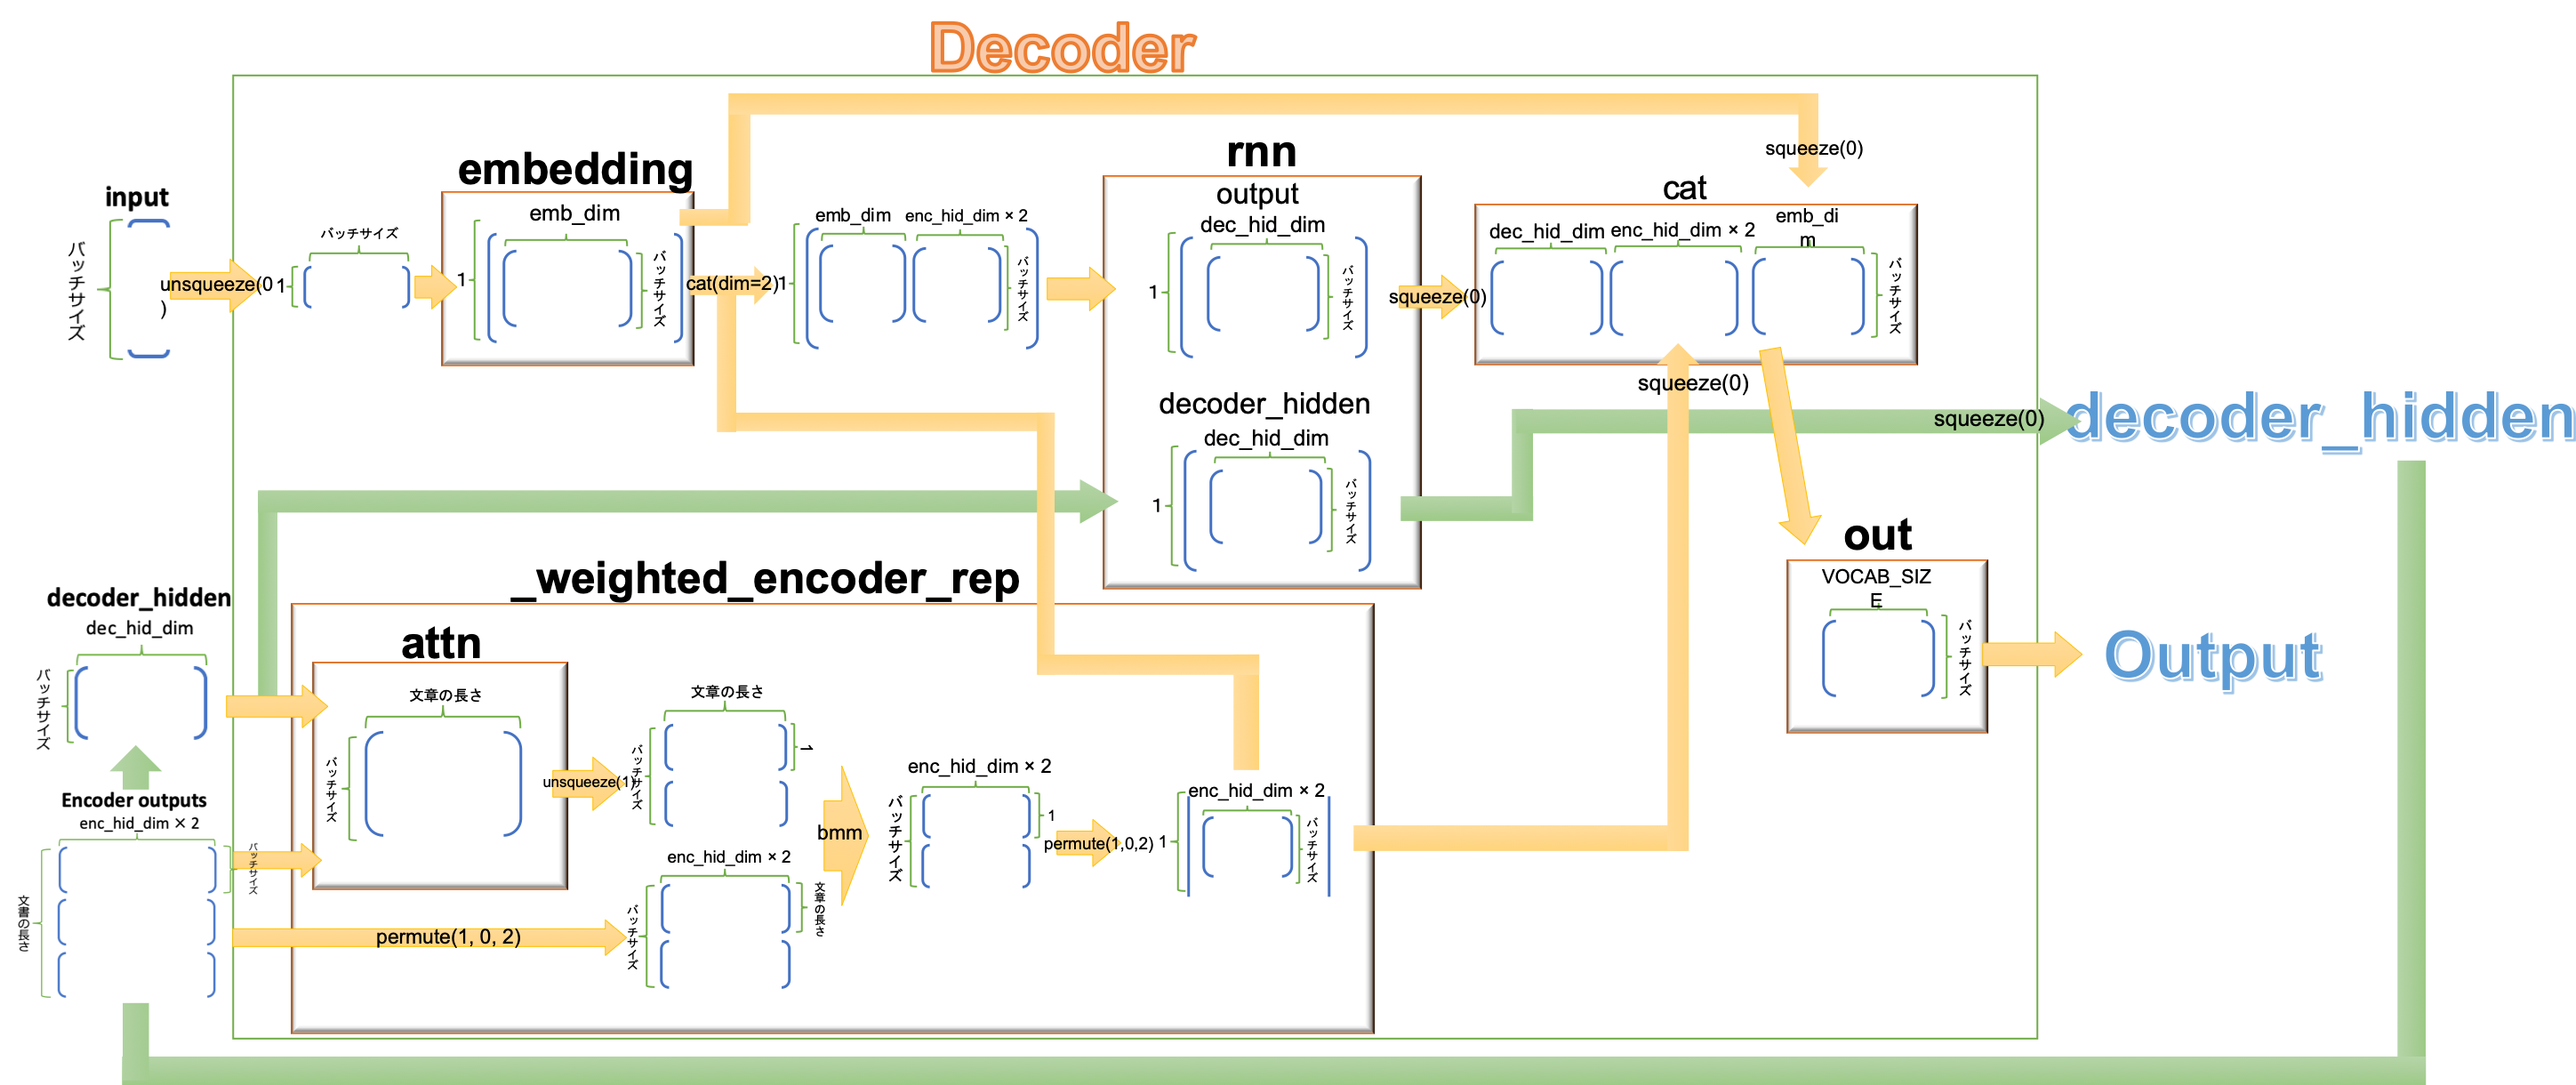 Decoder
input
バッチサイズ
unsqueeze(0
)
バッチサイズ
1
embedding
emb_dim
1
バッチサイズ
cat(dim=2)
emb_dim
enc_hid_dim × 2
1
バッチサイズ
rnn
output
dec_hid_dim
1
バッチサイズ
decoder_hidden
dec_hid_dim
1
バッチサイズ
squeeze(0)
squeeze(0)
cat
dec_hid_dim
enc_hid_dim × 2
emb_di
m
バッチサイズ
squeeze(0)
squeeze(0)
decoder_hidden
out
VOCAB_SIZ
E
バッチサイズ
Output
decoder_hidden
dec_hid_dim
バッチサイズ
Encoder outputs
enc_hid_dim × 2
バッチサイズ
文書の長さ
_weighted_encoder_rep
attn
文章の長さ
バッチサイズ
unsqueeze(1)
文章の長さ
バッチサイズ
1
permute(1, 0, 2)
enc_hid_dim × 2
バッチサイズ
文章の長さ
bmm
enc_hid_dim × 2
バッチサイズ
1
permute(1,0,2)
enc_hid_dim × 2
1
バッチサイズ